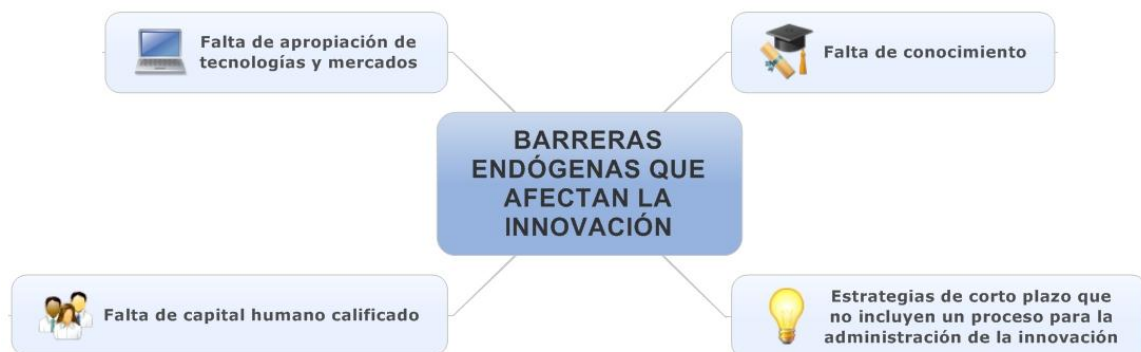 Falta de apropiación de
tecnologías y mercados
Falta de conocimiento
BARRERAS
ENDÓGENAS QUE
AFECTAN LA
INNOVACIÓN
Falta de capital humano calificado
Estrategias de corto plazo que
no incluyen un proceso para la
administración de la innovación